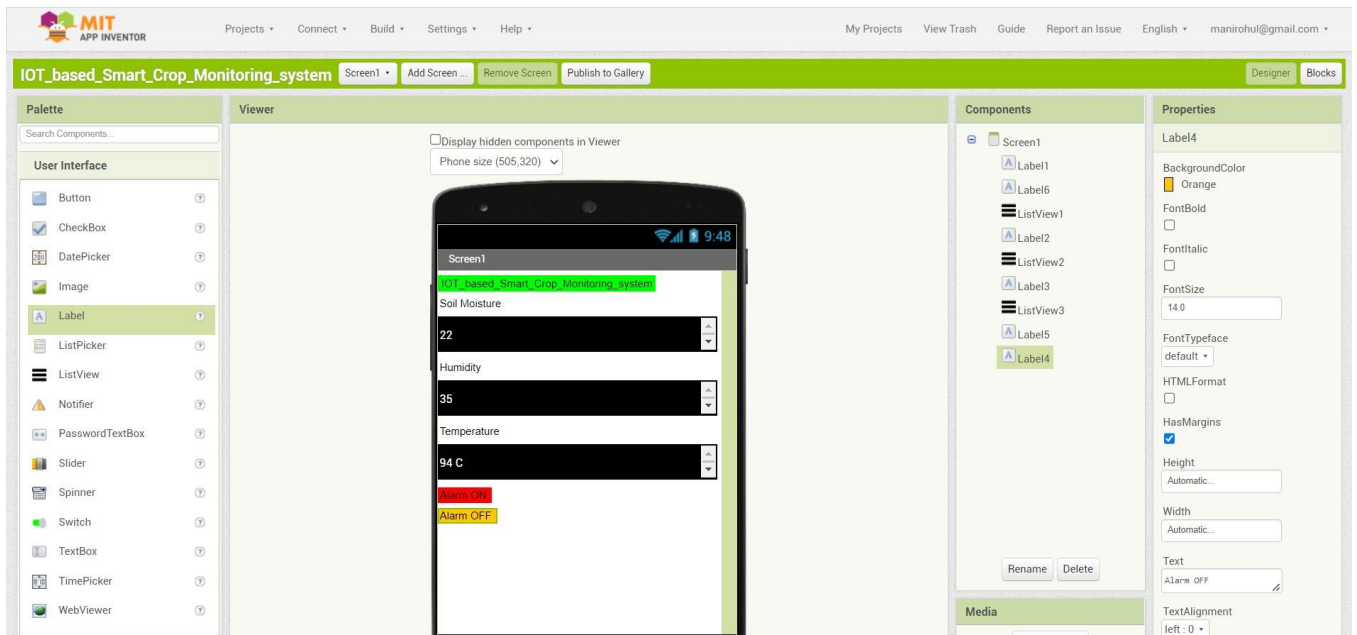 MIT
APP INVENTOR
Projects Connect Build Settings Help My Projects View Trash Guide Report an Issue English manirohul@gmail.com
IOT_based_Smart_Crop_Monitoring_system Screen1 Add Screen ... Remove Screen Publish to Gallery Designer Blocks
Palette
Search Components...
User Interface
Button
CheckBox
DatePicker
Image
Label
ListPicker
ListView
Notifier
PasswordTextBox
Slider
Spinner
Switch
TextBox
TimePicker
WebViewer
Viewer
Display hidden components in Viewer
Phone size (505,320)
9:48
Screen1
IOT_based_Smart_Crop_Monitoring_system
Soil Moisture
22
Humidity
35
Temperature
94 C
Alarm ON
Alarm OFF
Components
Screen1
Label1
Label6
ListView1
Label2
ListView2
Label3
ListView3
Label5
Label4
Rename Delete
Media
Properties
Label4
BackgroundColor
Orange
FontBold
FontItalic
FontSize
14.0
FontTypeface
default
HTMLFormat
HasMargins
Height
Automatic...
Width
Automatic...
Text
Alarm OFF
TextAlignment
left : 0